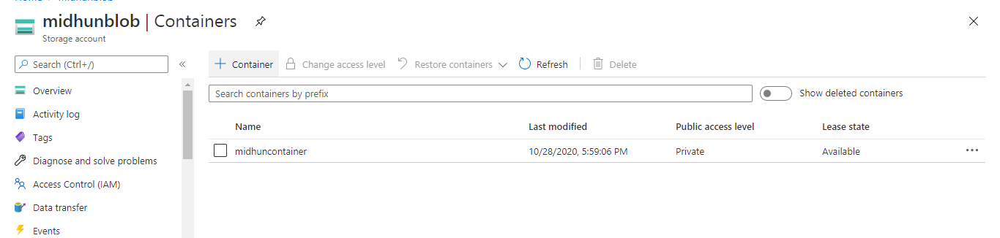 midhunblob | Containers
Storage account
Search (Ctrl+/)
«
Container
Change access level
Restore containers
Refresh
Delete
Search containers by prefix
Show deleted containers
Overview
Activity log
Tags
Diagnose and solve problems
Access Control (IAM)
Data transfer
Events
Name Last modified Public access level Lease state
midhuncontainer 10/28/2020, 5:59:06 PM Private Available ...